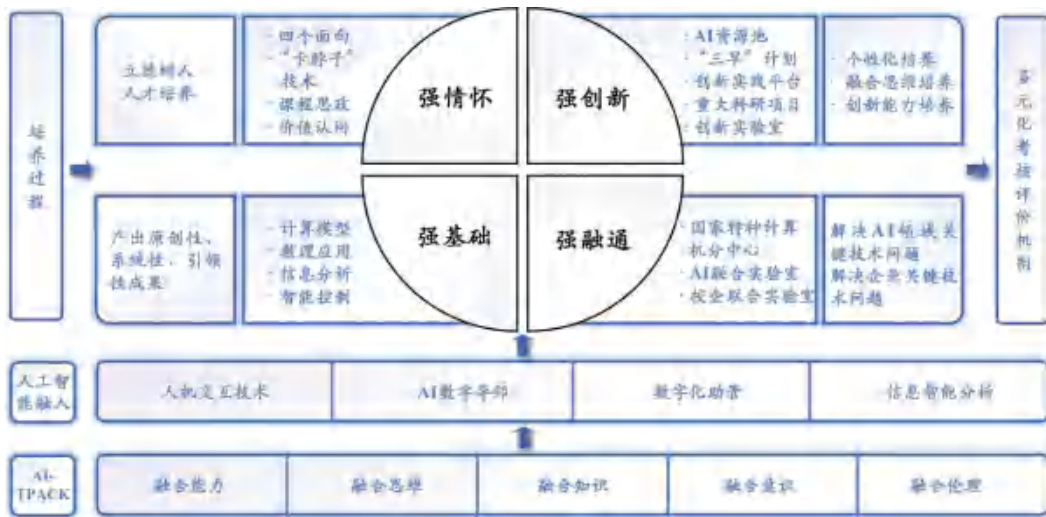 培养过程
立德树人
人才培养
· 四个面向
· “卡脖子”
技术
· 课程思政
· 价值认同
强情怀
强创新
· AI资源池
· “三早”计划
· 创新实践平台
· 重大科研项目
· 创新实验室
· 个性化培养
· 融合思维培养
· 创新能力培养
多元化考核评价机制
产出原创性、
系统性、引领
性成果
· 计算模型
· 数理应用
· 信息分析
· 智能控制
强基础
强融通
· 国家特种计算
机分中心
· AI联合实验室
· 校企联合实验室
解决AI领域关
键技术问题
解决企业关键技
术问题
人工智
能融入
人机交互技术
AI数字导师
数字化助管
信息智能分析
AI-
TPACK
融合能力
融合思维
融合知识
融合意识
融合伦理